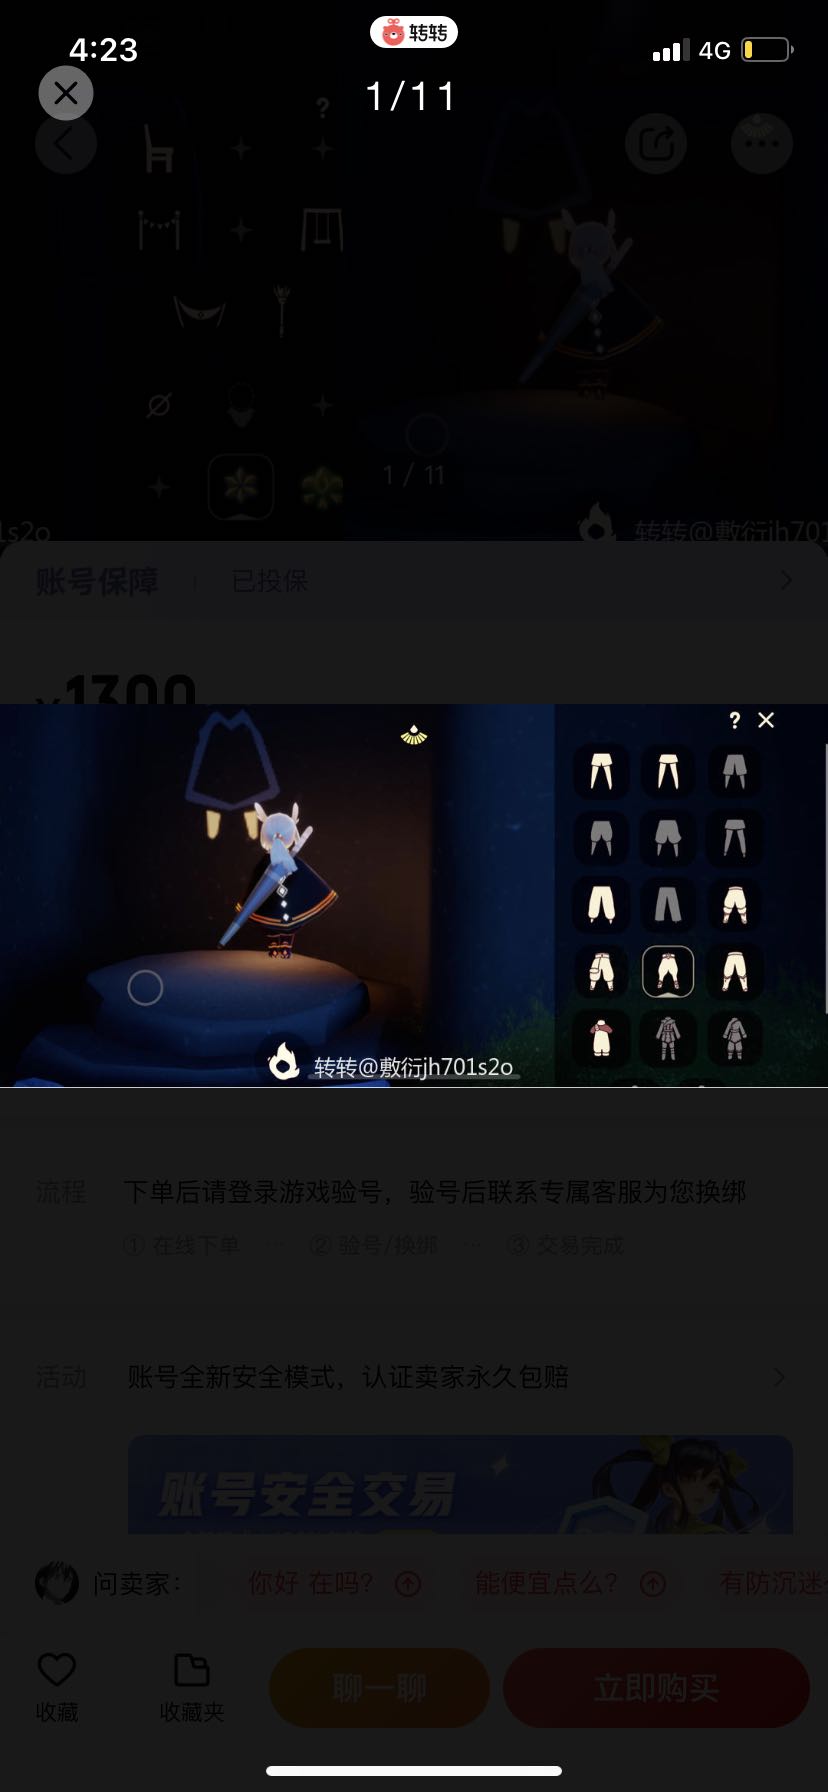 4:23
转转
4G
1/11
?
1 / 11
1s2o
转转@敷衍jh701
账号保障
已投保
¥1300
? ×
转转@敷衍jh701s2o
流程 下单后请登录游戏验号，验号后联系专属客服为您换绑
① 在线下单 ··· ② 验号/换绑 ··· ③ 交易完成
活动 账号全新安全模式，认证卖家永久包赔
账号安全交易
问卖家：
你好 在吗？
能便宜点么？
有防沉迷
收藏
收藏夹
聊一聊
立即购买